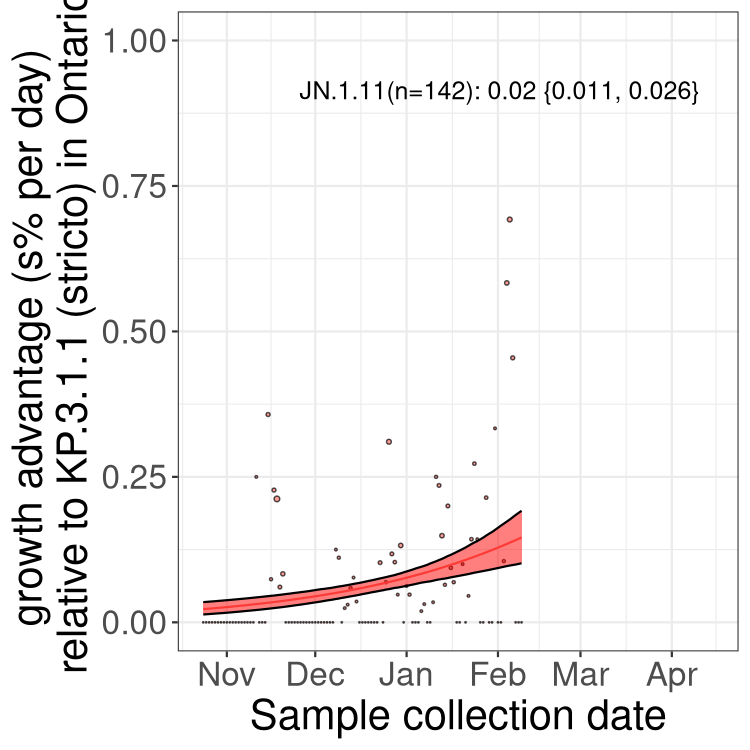 growth advantage (s% per day)
relative to KP.3.1.1 (stricto) in Ontario
1.00
0.75
0.50
0.25
0.00
JN.1.11(n=142): 0.02 {0.011, 0.026}
Nov Dec Jan Feb Mar Apr
Sample collection date